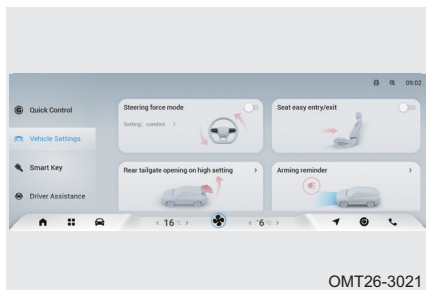 09:02
Quick Control
Steering force mode
Seat easy entry/exit
Setting: comfort >
Vehicle Settings
Smart Key
Rear tailgate opening on high setting >
Arming reminder >
Driver Assistance
< 16 °C >
< 16 °C >
OMT26-3021